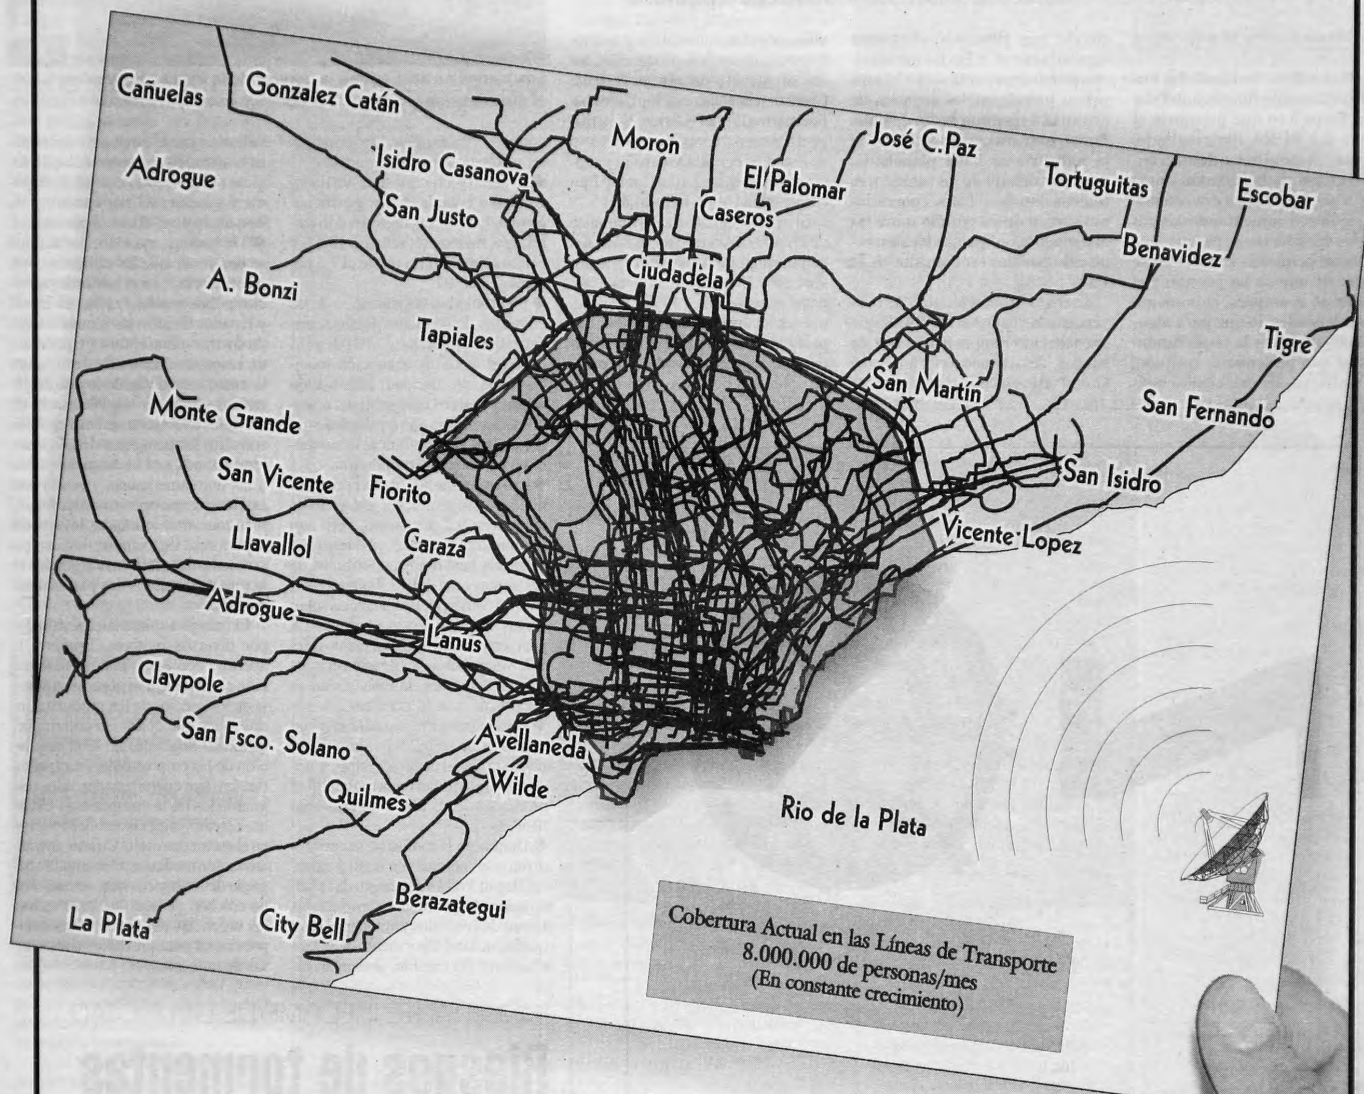 Cañuelas
Gonzalez Catán
Moron
José C.Paz
Adrogue
Isidro Casanova
El Palomar
Tortuguitas
Escobar
San Justo
Caseros
Benavidez
A. Bonzi
Ciudadela
Tapiales
Tigre
Monte Grande
San Martín
San Fernando
San Vicente
Fiorito
San Isidro
Llavallol
Caraza
Vicente Lopez
Adrogue
Lanus
Claypole
San Fsco. Solano
Avellaneda
Quilmes
Wilde
Rio de la Plata
Berazategui
La Plata
City Bell
Cobertura Actual en las Líneas de Transporte
8.000.000 de personas/mes
(En constante crecimiento)